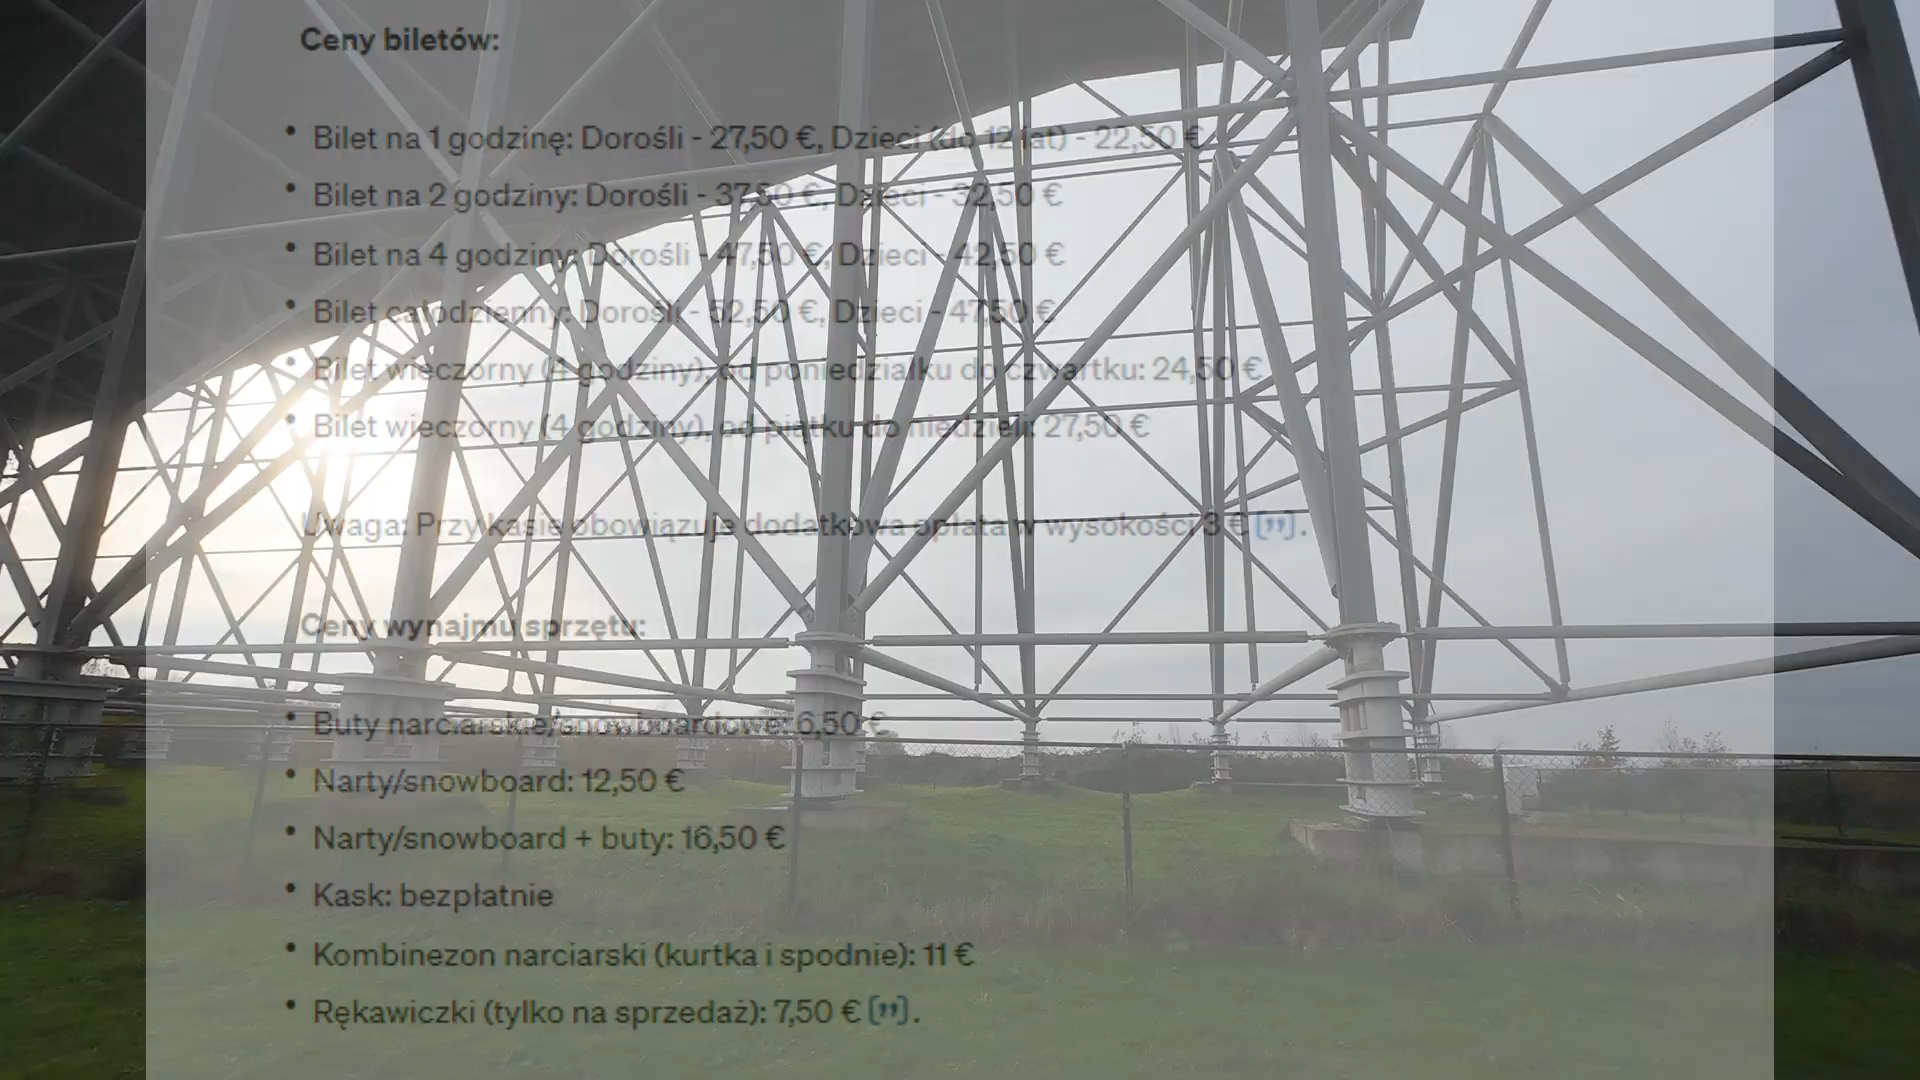 Ceny biletów:
• Bilet na 1 godzinę: Dorośli - 27,50 €, Dzieci (do 12 lat) - 22,50 €
• Bilet na 2 godziny: Dorośli - 37,50 €, Dzieci - 32,50 €
• Bilet na 4 godziny: Dorośli - 47,50 €, Dzieci - 42,50 €
• Bilet całodzienny: Dorośli - 52,50 €, Dzieci - 47,50 €
• Bilet wieczorny (4 godziny), od poniedziałku do czwartku: 24,50 €
• Bilet wieczorny (4 godziny), od piątku do niedzieli: 27,50 €
Uwaga: Przy kasie obowiązuje dodatkowa opłata w wysokości 3 € [”].
Ceny wynajmu sprzętu:
• Buty narciarskie/snowboardowe: 6,50 €
• Narty/snowboard: 12,50 €
• Narty/snowboard + buty: 16,50 €
• Kask: bezpłatnie
• Kombinezon narciarski (kurtka i spodnie): 11 €
• Rękawiczki (tylko na sprzedaż): 7,50 € [”].